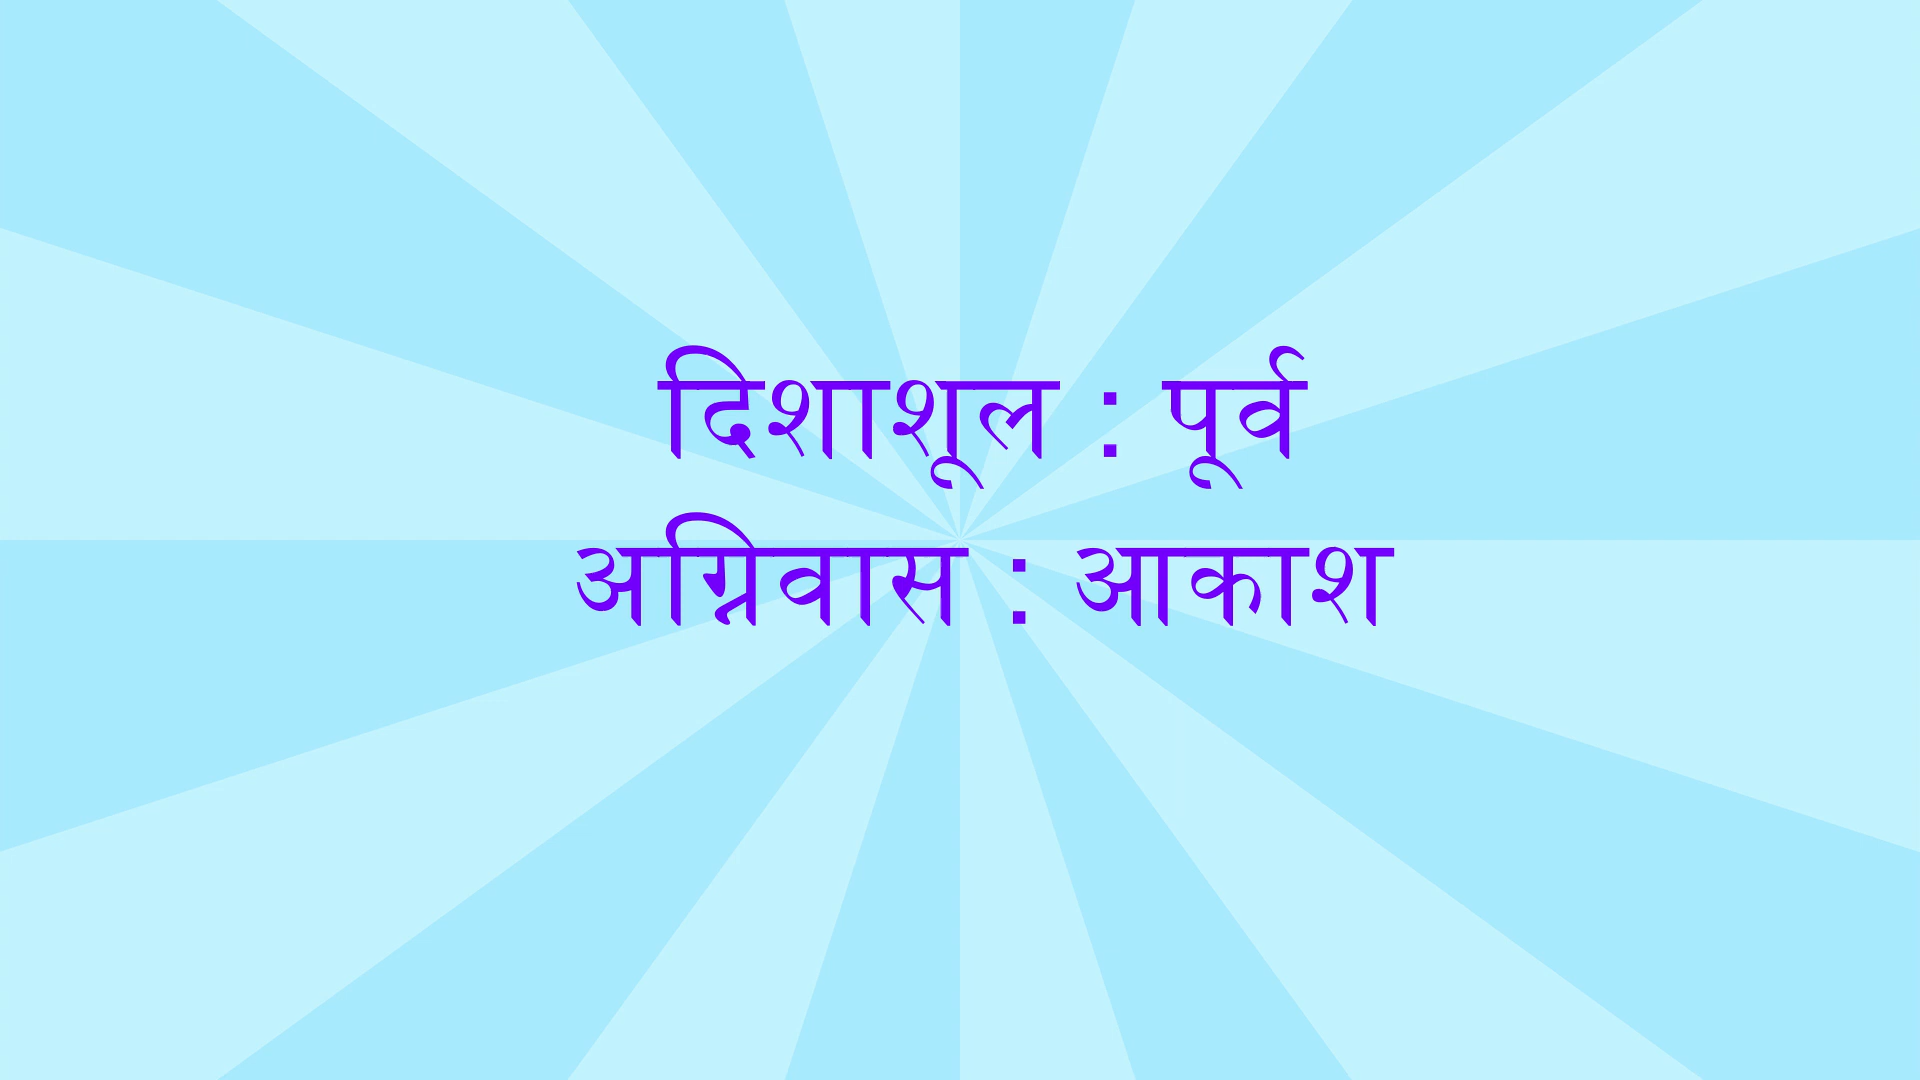 दिशाशूल : पूर्व
अग्निवास : आकाश